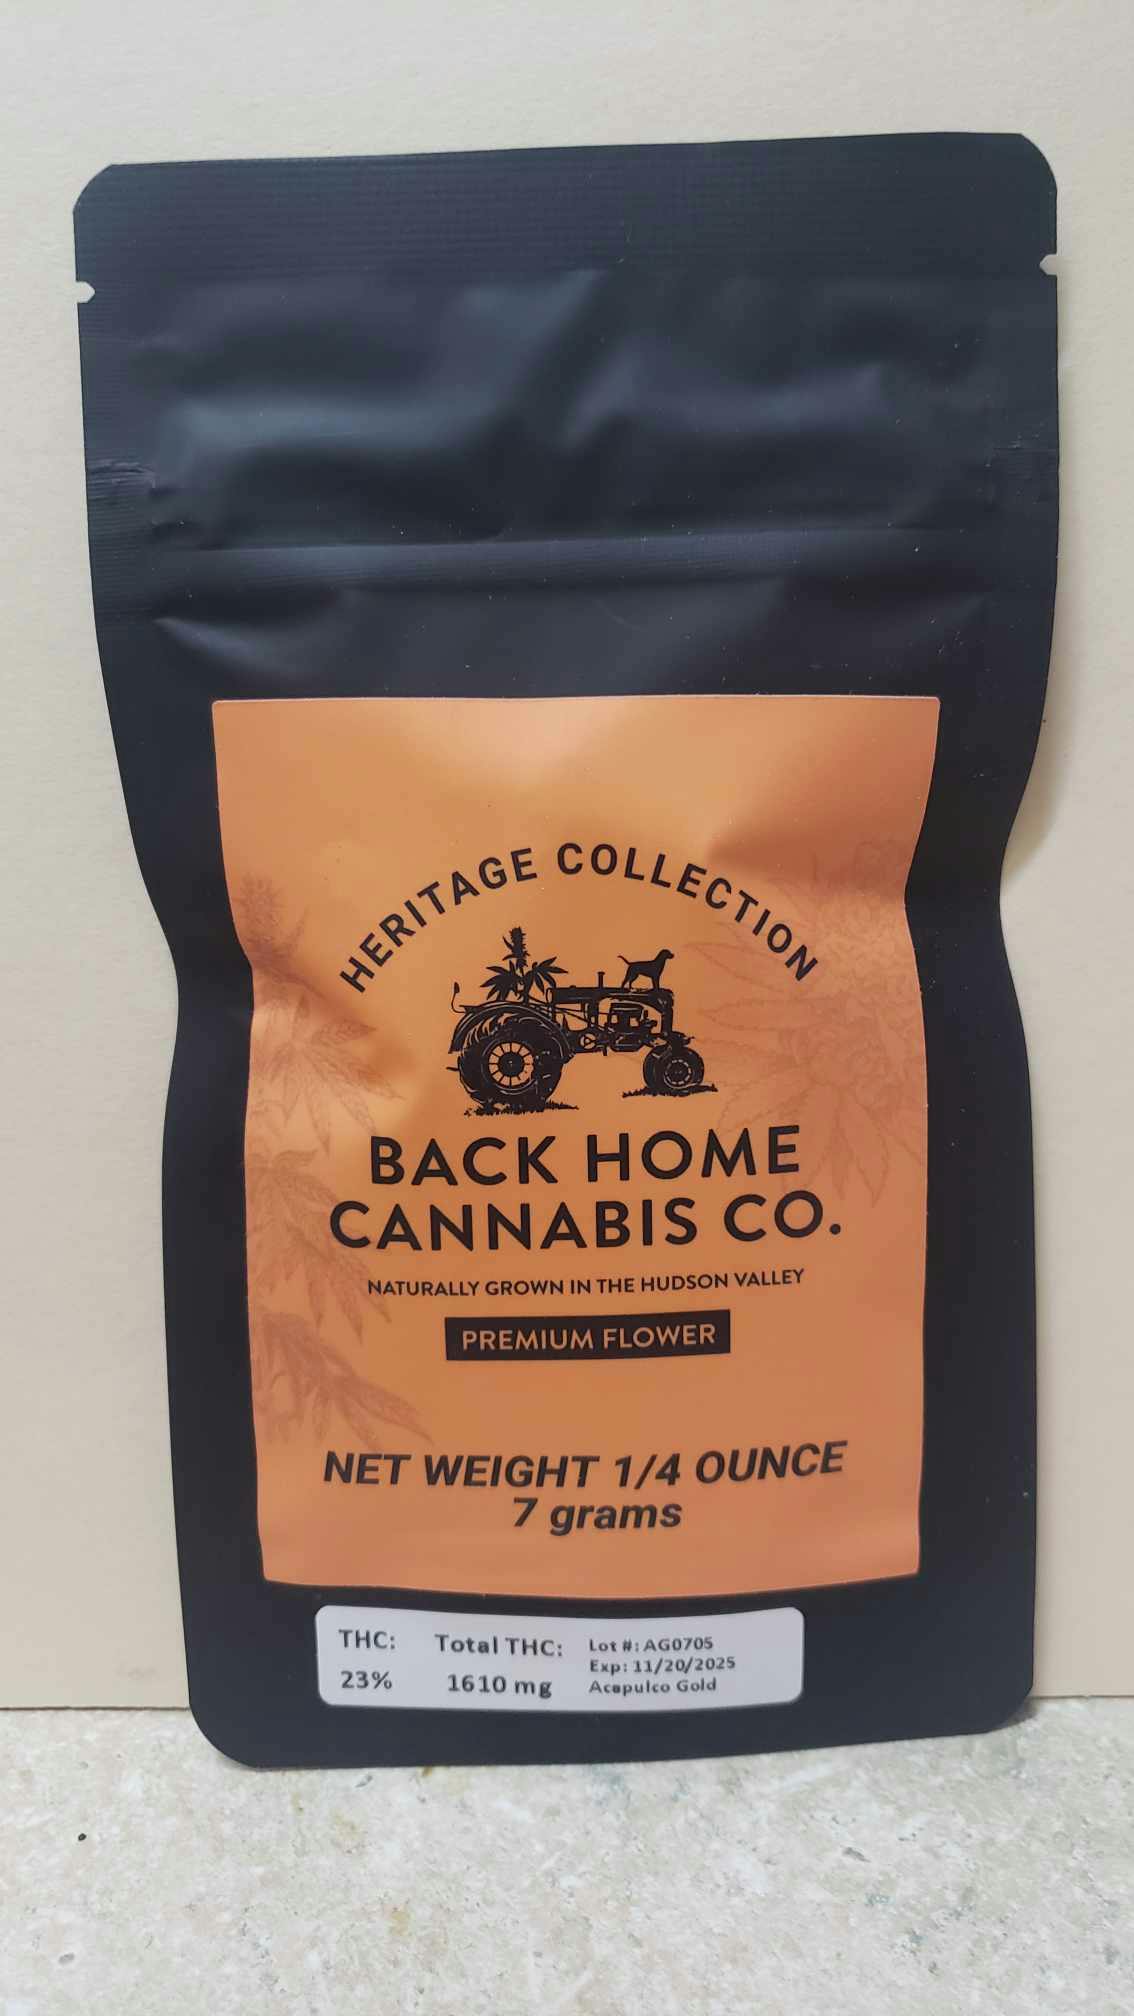 HERITAGE COLLECTION
BACK HOME
CANNABIS CO.
NATURALLY GROWN IN THE HUDSON VALLEY
PREMIUM FLOWER
NET WEIGHT 1/4 OUNCE
7 grams
THC:
23%
Total THC:
1610 mg
Lot #: AG0705
Exp: 11/20/2025
Acapulco Gold